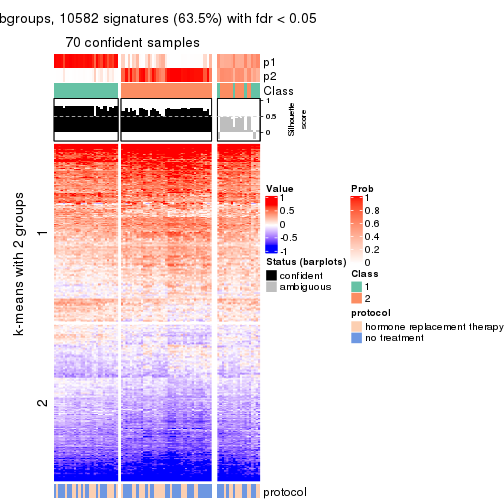 bgroups, 10582 signatures (63.5%) with fdr < 0.05
70 confident samples
p1
p2
Class
1
0.5
0
Silhouette
score
k-means with 2 groups
1
2
protocol
Value
1
0.5
0
-0.5
-1
Status (barplots)
confident
ambiguous
Prob
1
0.8
0.6
0.4
0.2
0
Class
1
2
protocol
hormone replacement therapy
no treatment